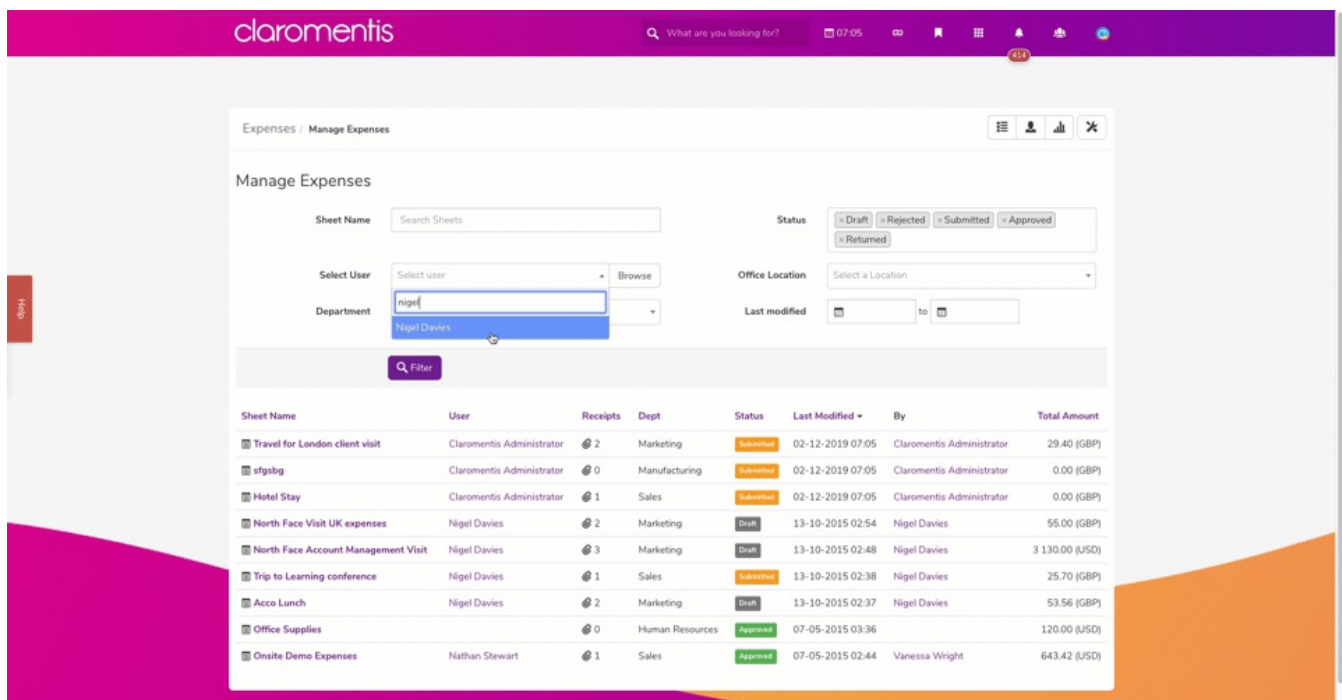 claromentis
What are you looking for?
07:05
414
Expenses / Manage Expenses
Manage Expenses
Sheet Name
Search Sheets
Status
× Draft × Rejected × Submitted × Approved
× Returned
Select User
Select user
Browse
Office Location
Select a Location
Help
nigel
Department
Last modified
to
Nigel Davies
Filter
Sheet Name User Receipts Dept Status Last Modified By Total Amount
Travel for London client visit Claromentis Administrator 2 Marketing Submitted 02-12-2019 07:05 Claromentis Administrator 29.40 (GBP)
sfgsbg Claromentis Administrator 0 Manufacturing Submitted 02-12-2019 07:05 Claromentis Administrator 0.00 (GBP)
Hotel Stay Claromentis Administrator 1 Sales Submitted 02-12-2019 07:05 Claromentis Administrator 0.00 (GBP)
North Face Visit UK expenses Nigel Davies 2 Marketing Draft 13-10-2015 02:54 Nigel Davies 55.00 (GBP)
North Face Account Management Visit Nigel Davies 3 Marketing Draft 13-10-2015 02:48 Nigel Davies 3 130.00 (USD)
Trip to Learning conference Nigel Davies 1 Sales Submitted 13-10-2015 02:38 Nigel Davies 25.70 (GBP)
Acco Lunch Nigel Davies 2 Marketing Draft 13-10-2015 02:37 Nigel Davies 53.56 (GBP)
Office Supplies 0 Human Resources Approved 07-05-2015 03:36 120.00 (USD)
Onsite Demo Expenses Nathan Stewart 1 Sales Approved 07-05-2015 02:44 Vanessa Wright 643.42 (USD)